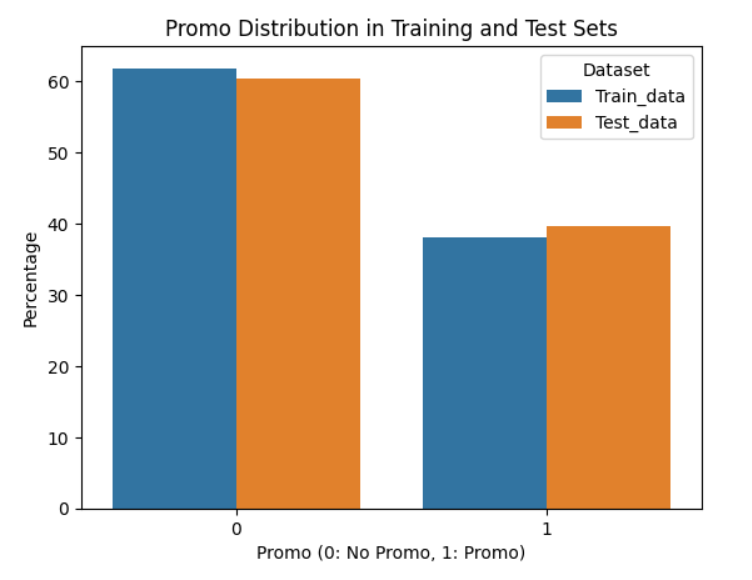 Promo Distribution in Training and Test Sets
Dataset
Train_data
Test_data
Percentage
60
50
40
30
20
10
0
0 1
Promo (0: No Promo, 1: Promo)